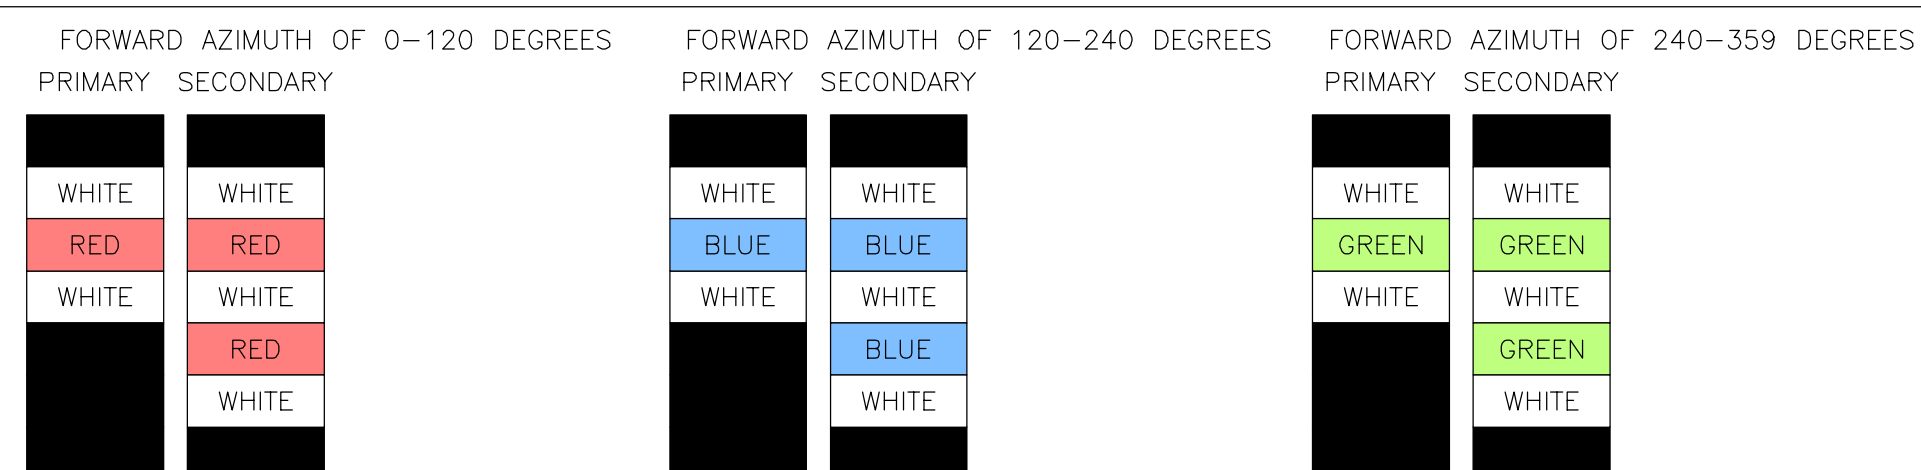 FORWARD AZIMUTH OF 0-120 DEGREES
PRIMARY SECONDARY
WHITE WHITE
RED RED
WHITE WHITE
RED
WHITE
FORWARD AZIMUTH OF 120-240 DEGREES
PRIMARY SECONDARY
WHITE WHITE
BLUE BLUE
WHITE WHITE
BLUE
WHITE
FORWARD AZIMUTH OF 240-359 DEGREES
PRIMARY SECONDARY
WHITE WHITE
GREEN GREEN
WHITE WHITE
GREEN
WHITE